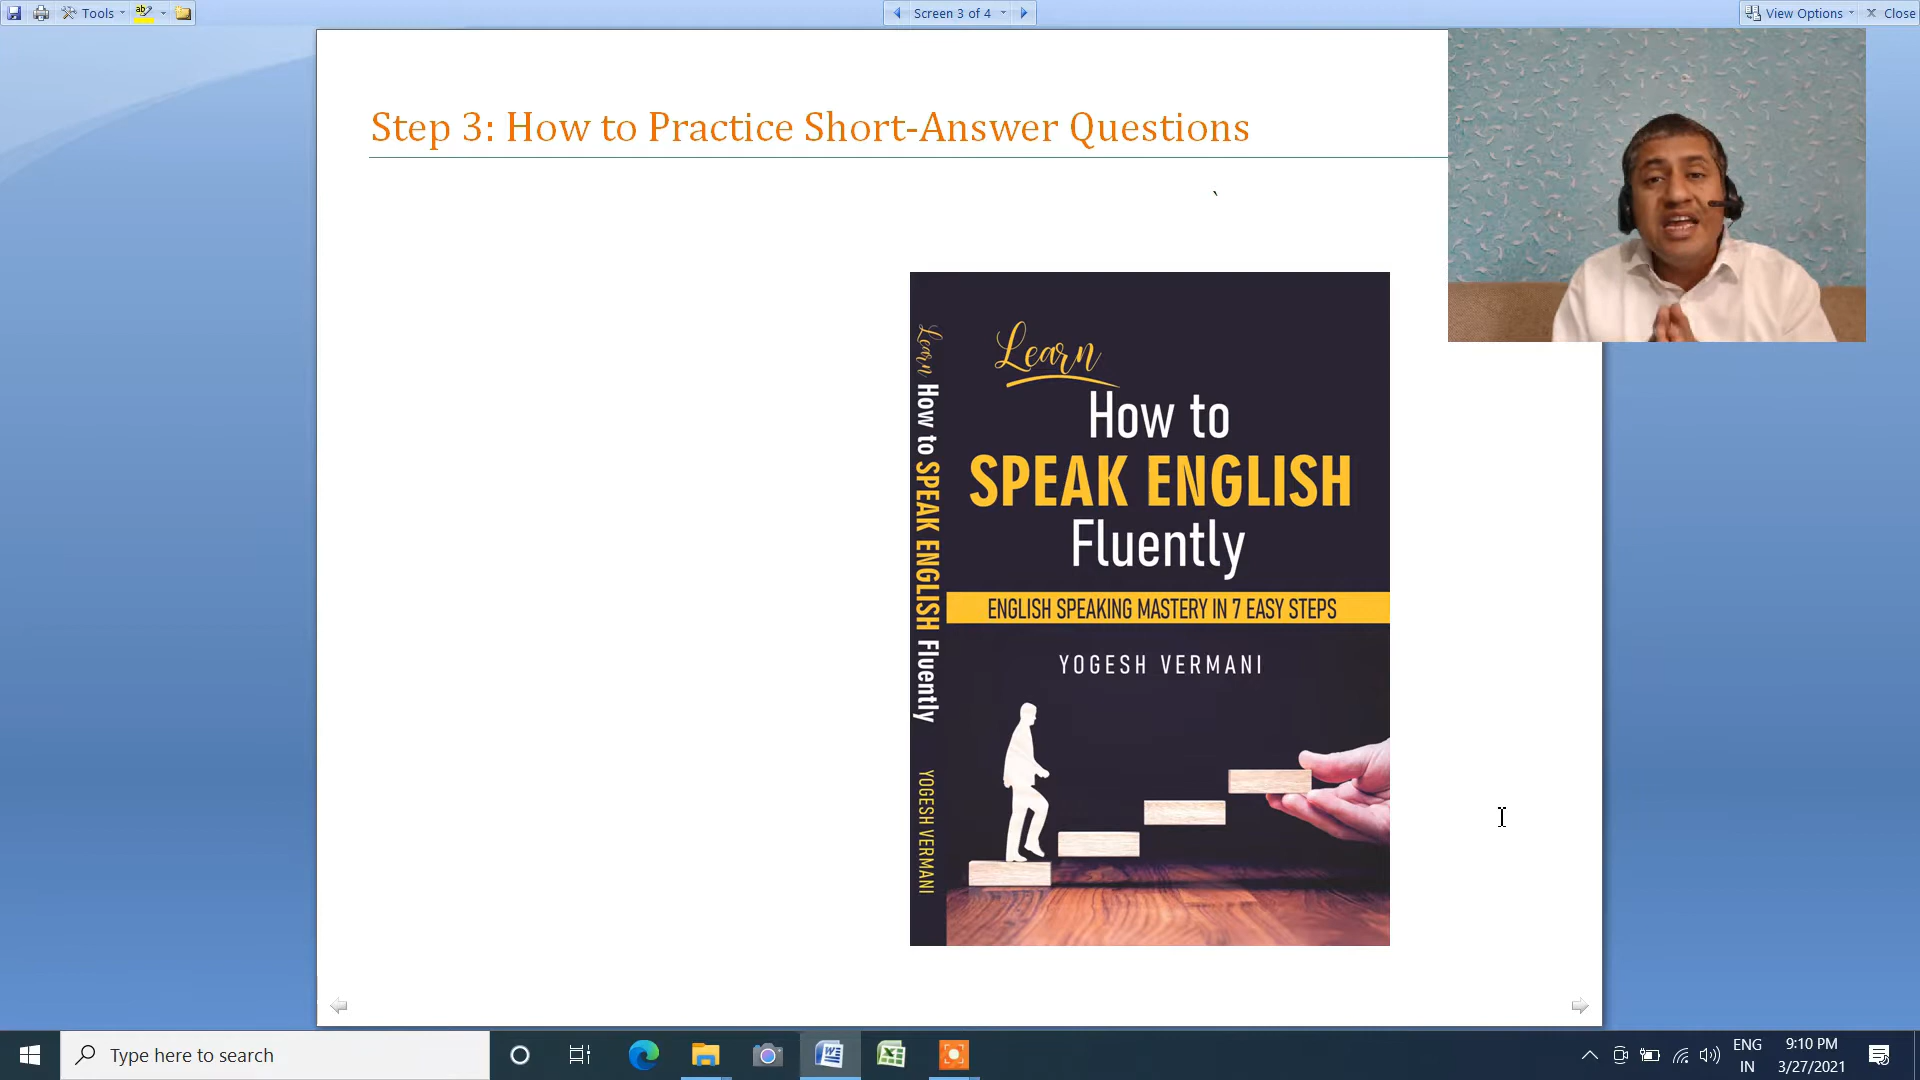 Tools
ab
Screen 3 of 4
View Options
Close
Step 3: How to Practice Short-Answer Questions
`
Learn
How to
SPEAK ENGLISH
Fluently
ENGLISH SPEAKING MASTERY IN 7 EASY STEPS
YOGESH VERMANI
Learn How to SPEAK ENGLISH Fluently
YOGESH VERMANI
Type here to search
ENG
IN
9:10 PM
3/27/2021